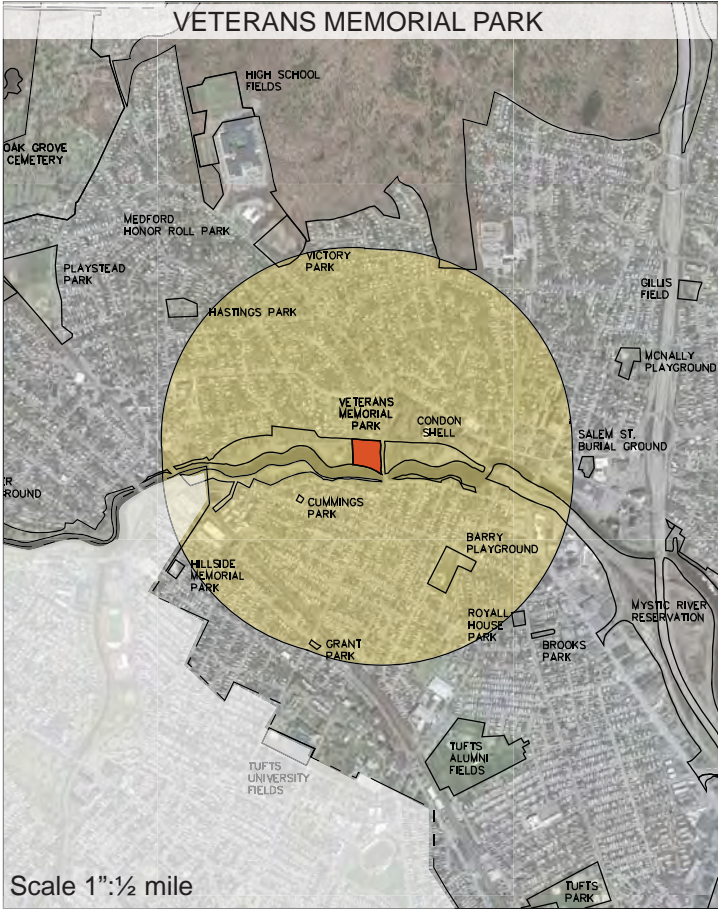 VETERANS MEMORIAL PARK
HIGH SCHOOL
FIELDS
OAK GROVE
CEMETERY
MEDFORD
HONOR ROLL PARK
VICTORY
PARK
PLAYSTEAD
PARK
GILLIS
FIELD
HASTINGS PARK
MCNALLY
PLAYGROUND
VETERANS
MEMORIAL
PARK
CONDON
SHELL
SALEM ST.
BURIAL GROUND
ER
ROUND
CUMMINGS
PARK
BARRY
PLAYGROUND
HILLSIDE
MEMORIAL
PARK
MYSTIC RIVER
RESERVATION
ROYALL
HOUSE
PARK
GRANT
PARK
BROOKS
PARK
TUFTS
UNIVERSITY
FIELDS
TUFTS
ALUMNI
FIELDS
TUFTS
PARK
Scale 1":½ mile